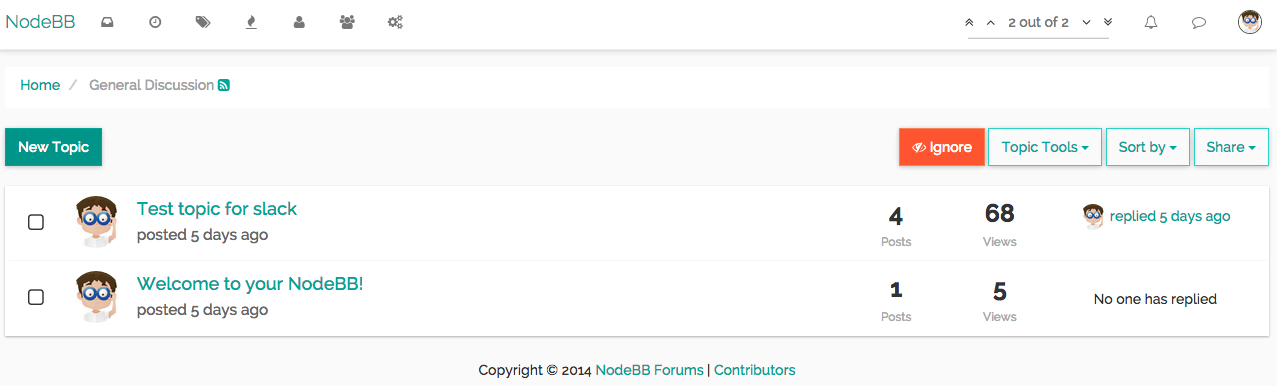 NodeBB 2 out of 2
Home / General Discussion
New Topic Ignore Topic Tools Sort by Share
Test topic for slack
posted 5 days ago
4
Posts
68
Views
replied 5 days ago
Welcome to your NodeBB!
posted 5 days ago
1
Posts
5
Views
No one has replied
Copyright © 2014 NodeBB Forums | Contributors